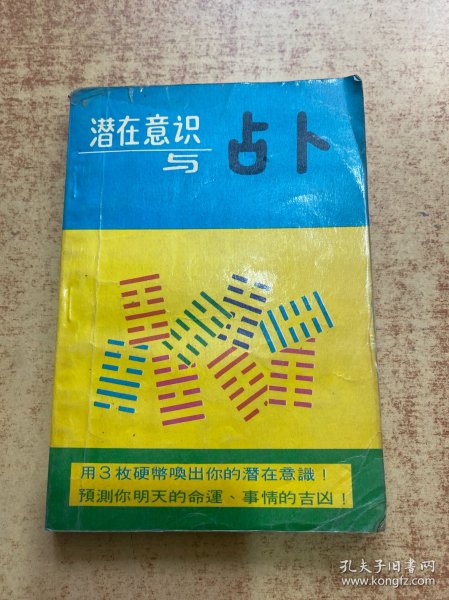 潜在意识
与 占卜
用3枚硬幣喚出你的潛在意識！
預測你明天的命運、事情的吉凶！
孔夫子旧书网
www.kongfz.com